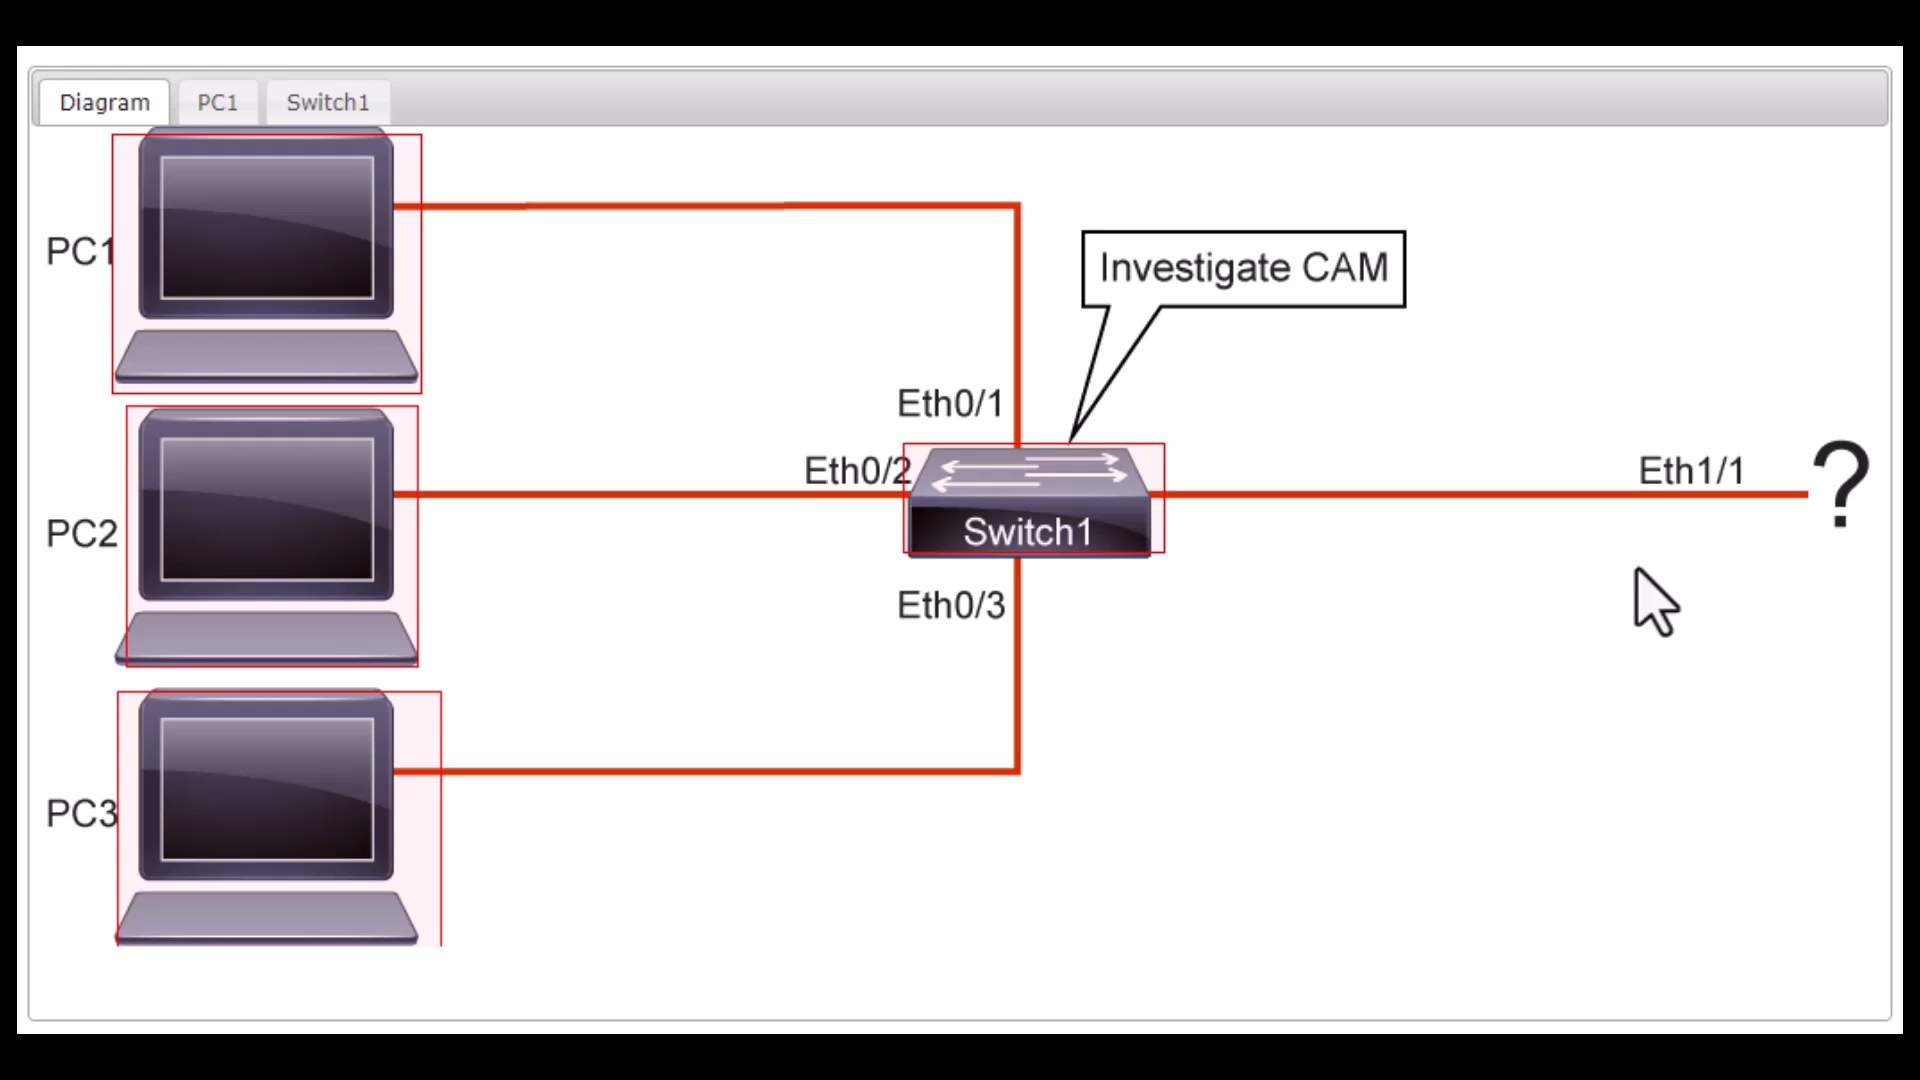 Diagram PC1 Switch1
PC1
Investigate CAM
Eth0/1
Eth0/2
Eth1/1
?
PC2
Switch1
Eth0/3
PC3